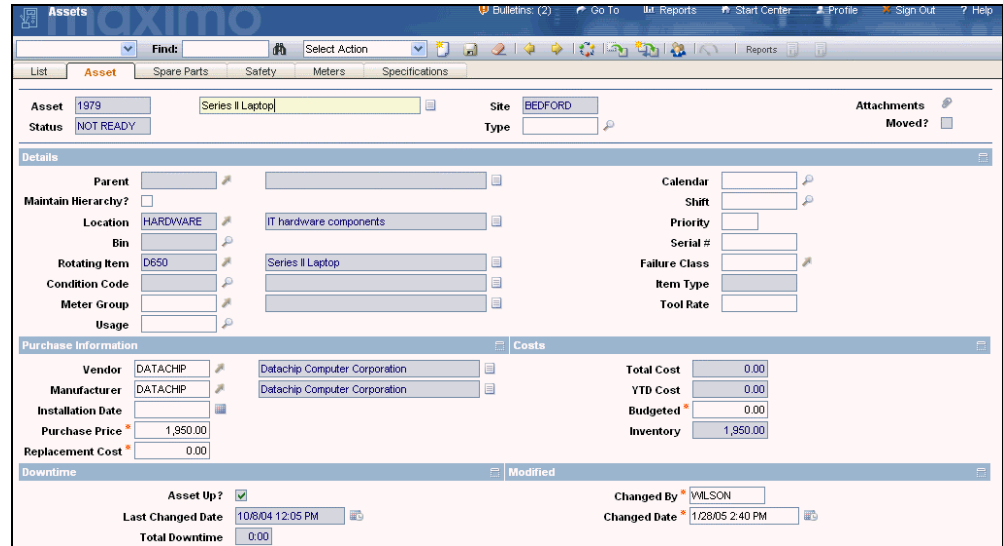 Assets
maximo
Bulletins: (2) Go To Reports Start Center Profile Sign Out ? Help
Find: Select Action Reports
List Asset Spare Parts Safety Meters Specifications
Asset 1979 Series II Laptop Site BEDFORD Attachments
Status NOT READY Type Moved?
Details
Parent Calendar
Maintain Hierarchy? Shift
Location HARDWARE IT hardware components Priority
Bin Serial #
Rotating Item D650 Series II Laptop Failure Class
Condition Code Item Type
Meter Group Tool Rate
Usage
Purchase Information Costs
Vendor DATACHIP Datachip Computer Corporation Total Cost 0.00
Manufacturer DATACHIP Datachip Computer Corporation YTD Cost 0.00
Installation Date Budgeted * 0.00
Purchase Price * 1,950.00 Inventory 1,950.00
Replacement Cost * 0.00
Downtime Modified
Asset Up? Changed By * WILSON
Last Changed Date 10/8/04 12:05 PM Changed Date * 1/28/05 2:40 PM
Total Downtime 0:00